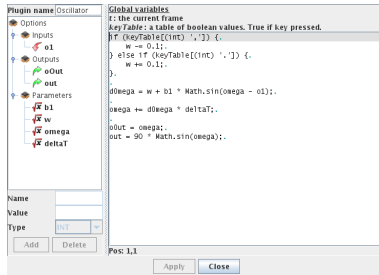 Plugin name Oscillator
Options
Inputs
o1
Outputs
oOut
out
Parameters
b1
w
omega
deltaT
Name
Value
Type INT
Add Delete
Global variables
t : the current frame
keyTable : a table of boolean values. True if key pressed.
if (keyTable[(int) ',']) {.
w -= 0.1;.
} else if (keyTable[(int) '.']) {.
w += 0.1;.
}.
.
dOmega = w + b1 * Math.sin(omega - o1);.
.
omega += dOmega * deltaT;.
.
oOut = omega;.
out = 90 * Math.sin(omega);.
Pos: 1,1
Apply Close